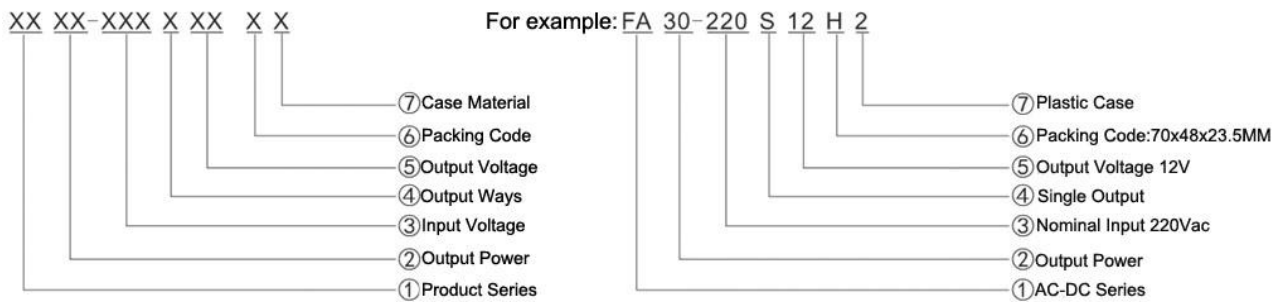 XX XX-XXX X XX X X
For example: FA 30-220 S 12 H 2
⑦Case Material
⑦Plastic Case
⑥Packing Code
⑥Packing Code:70x48x23.5MM
⑤Output Voltage
⑤Output Voltage 12V
④Output Ways
④Single Output
③Input Voltage
③Nominal Input 220Vac
②Output Power
②Output Power
①Product Series
①AC-DC Series